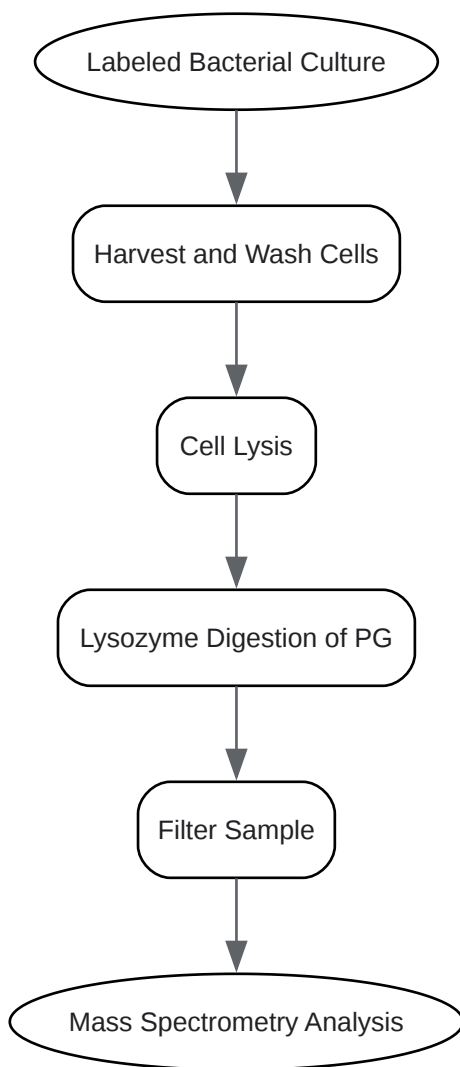 Labeled Bacterial Culture
Harvest and Wash Cells
Cell Lysis
Lysozyme Digestion of PG
Filter Sample
Mass Spectrometry Analysis